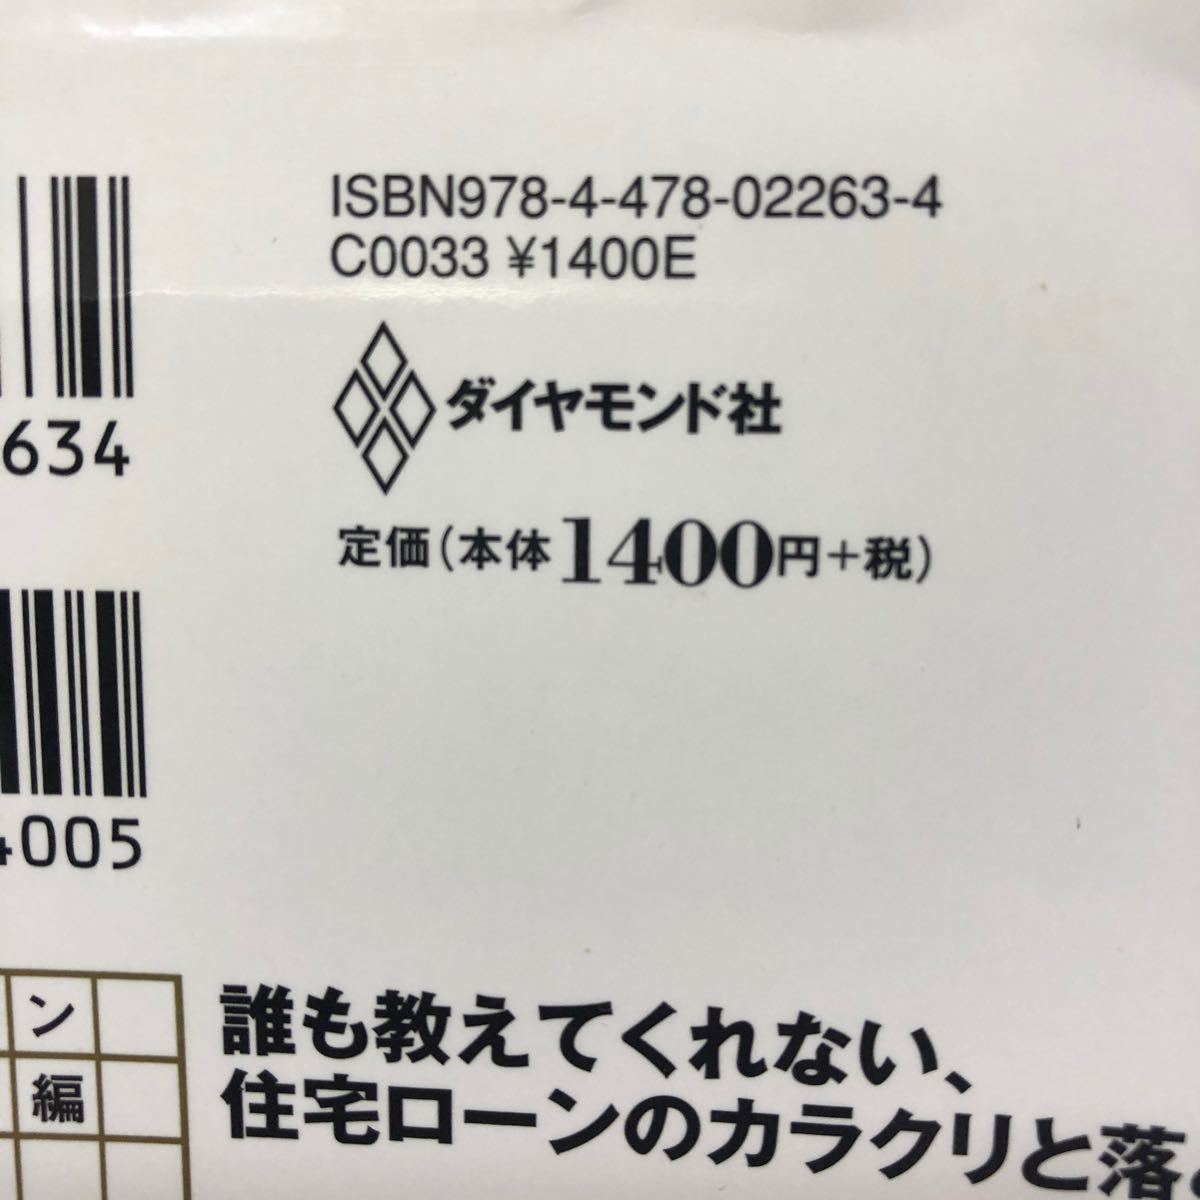 ISBN978-4-478-02263-4
C0033 ¥1400E
634
ダイヤモンド社
定価(本体1400円+税)
4005
ン
編
誰も教えてくれない、
住宅ローンのカラクリと落